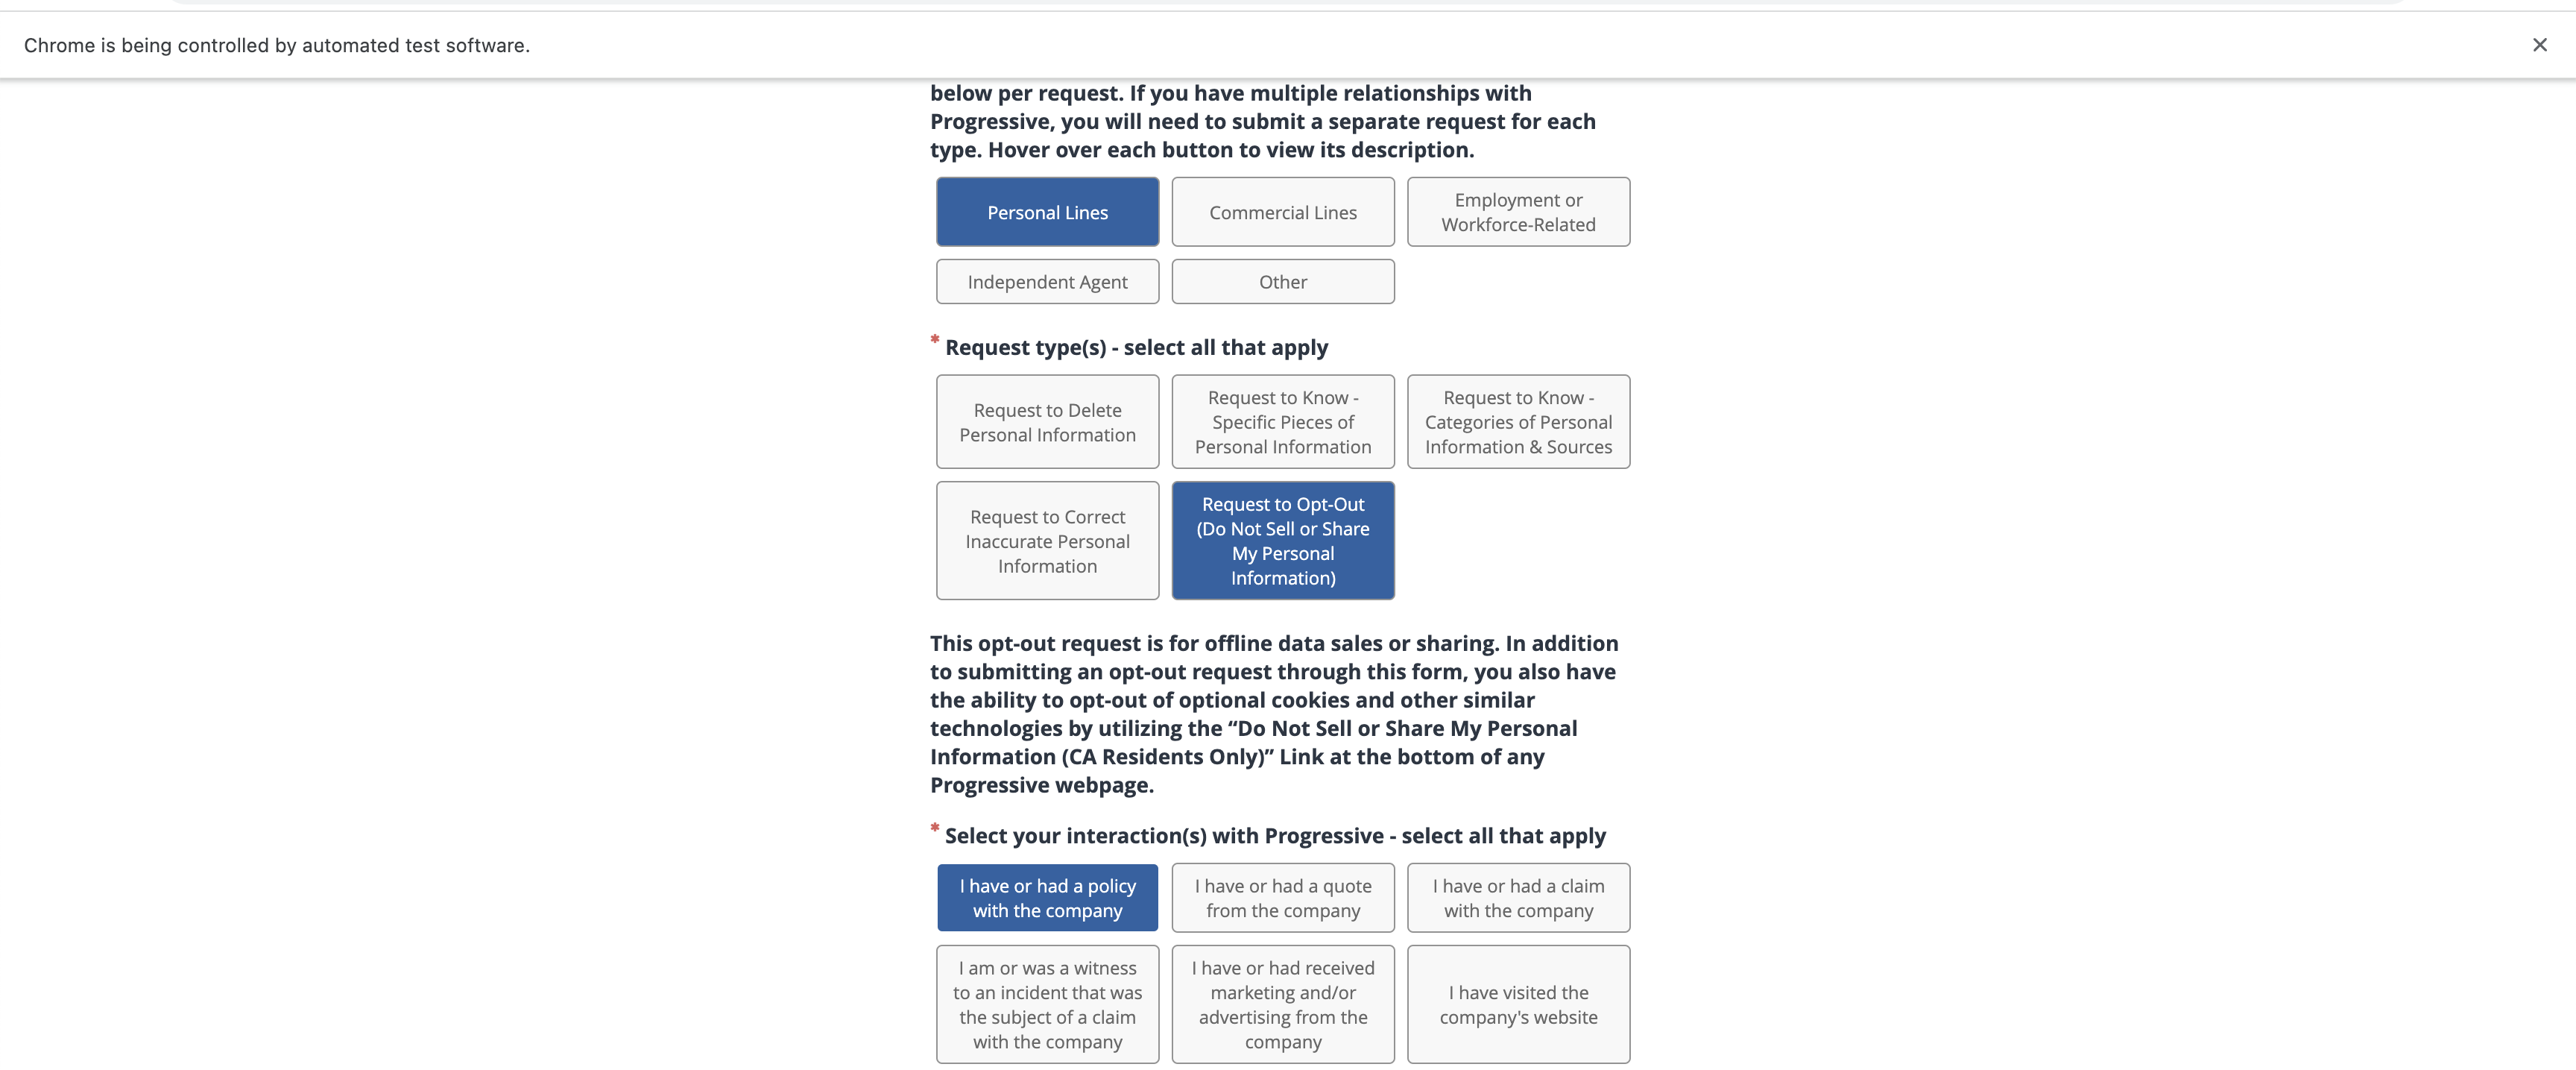 Chrome is being controlled by automated test software.
below per request. If you have multiple relationships with
Progressive, you will need to submit a separate request for each
type. Hover over each button to view its description.
Personal Lines
Commercial Lines
Employment or
Workforce-Related
Independent Agent
Other
* Request type(s) - select all that apply
Request to Delete
Personal Information
Request to Know -
Specific Pieces of
Personal Information
Request to Know -
Categories of Personal
Information & Sources
Request to Correct
Inaccurate Personal
Information
Request to Opt-Out
(Do Not Sell or Share
My Personal
Information)
This opt-out request is for offline data sales or sharing. In addition
to submitting an opt-out request through this form, you also have
the ability to opt-out of optional cookies and other similar
technologies by utilizing the “Do Not Sell or Share My Personal
Information (CA Residents Only)” Link at the bottom of any
Progressive webpage.
* Select your interaction(s) with Progressive - select all that apply
I have or had a policy
with the company
I have or had a quote
from the company
I have or had a claim
with the company
I am or was a witness
to an incident that was
the subject of a claim
with the company
I have or had received
marketing and/or
advertising from the
company
I have visited the
company's website